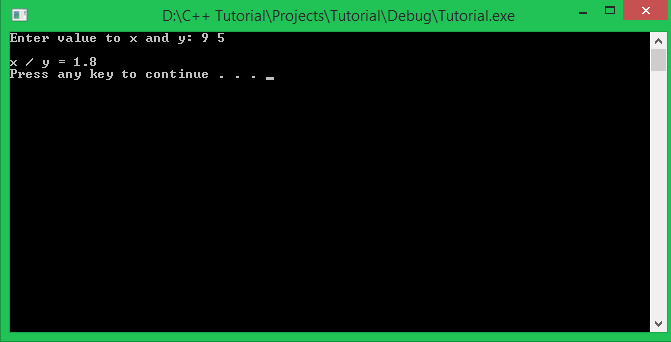 D:\C++ Tutorial\Projects\Tutorial\Debug\Tutorial.exe
Enter value to x and y: 9 5
x / y = 1.8
Press any key to continue . . . _